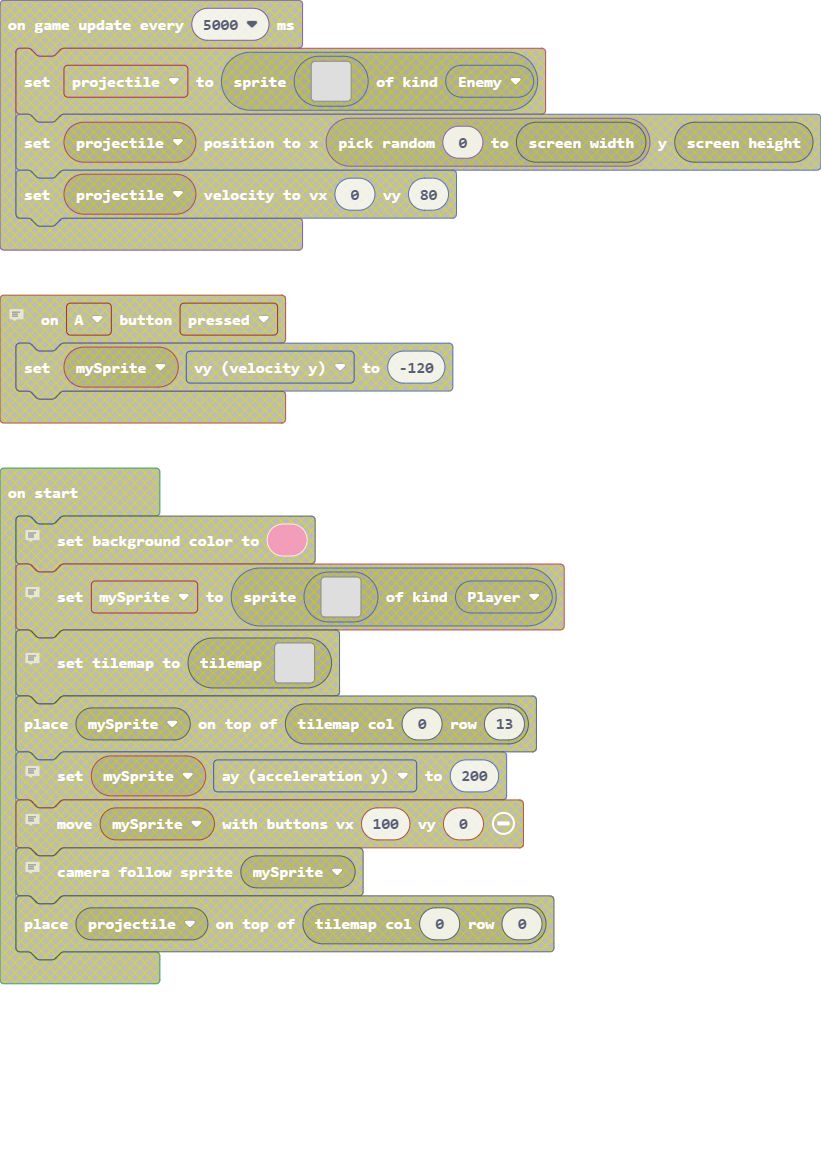 on game update every 5000 ms
set projectile to sprite of kind Enemy
set projectile position to x pick random 0 to screen width y screen height
set projectile velocity to vx 0 vy 80
on A button pressed
set mySprite vy (velocity y) to -120
on start
set background color to
set mySprite to sprite of kind Player
set tilemap to tilemap
place mySprite on top of tilemap col 0 row 13
set mySprite ay (acceleration y) to 200
move mySprite with buttons vx 100 vy 0
camera follow sprite mySprite
place projectile on top of tilemap col 0 row 0